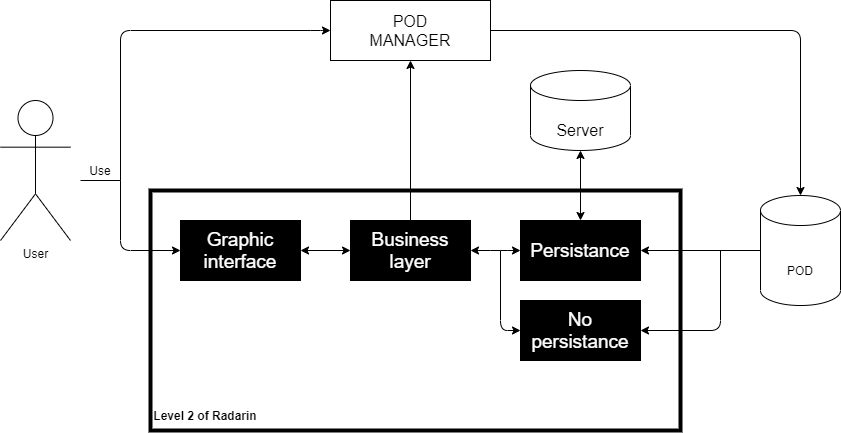 POD
MANAGER
Server
Use
User
Graphic
interface
Business
layer
Persistance
POD
No
persistance
Level 2 of Radarin